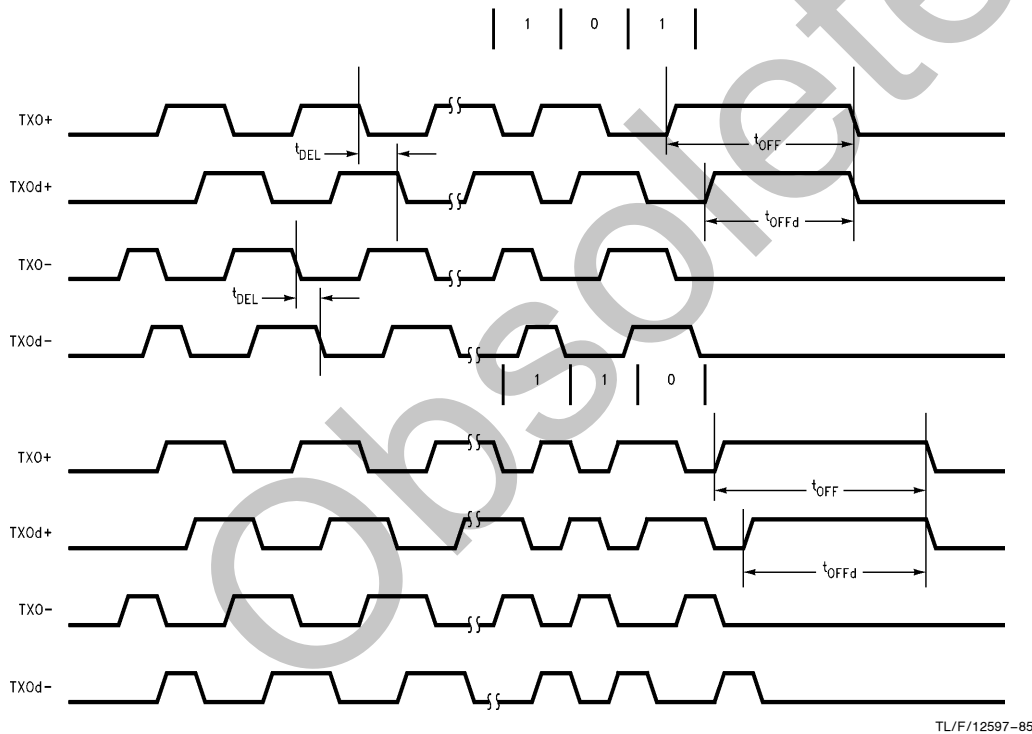 1 0 1
TXO+
tDEL
tOFF
TXOd+
tOFFd
TXO-
tDEL
TXOd-
1 1 0
TXO+
tOFF
TXOd+
tOFFd
TXO-
TXOd-
TL/F/12597-85
Obsolete